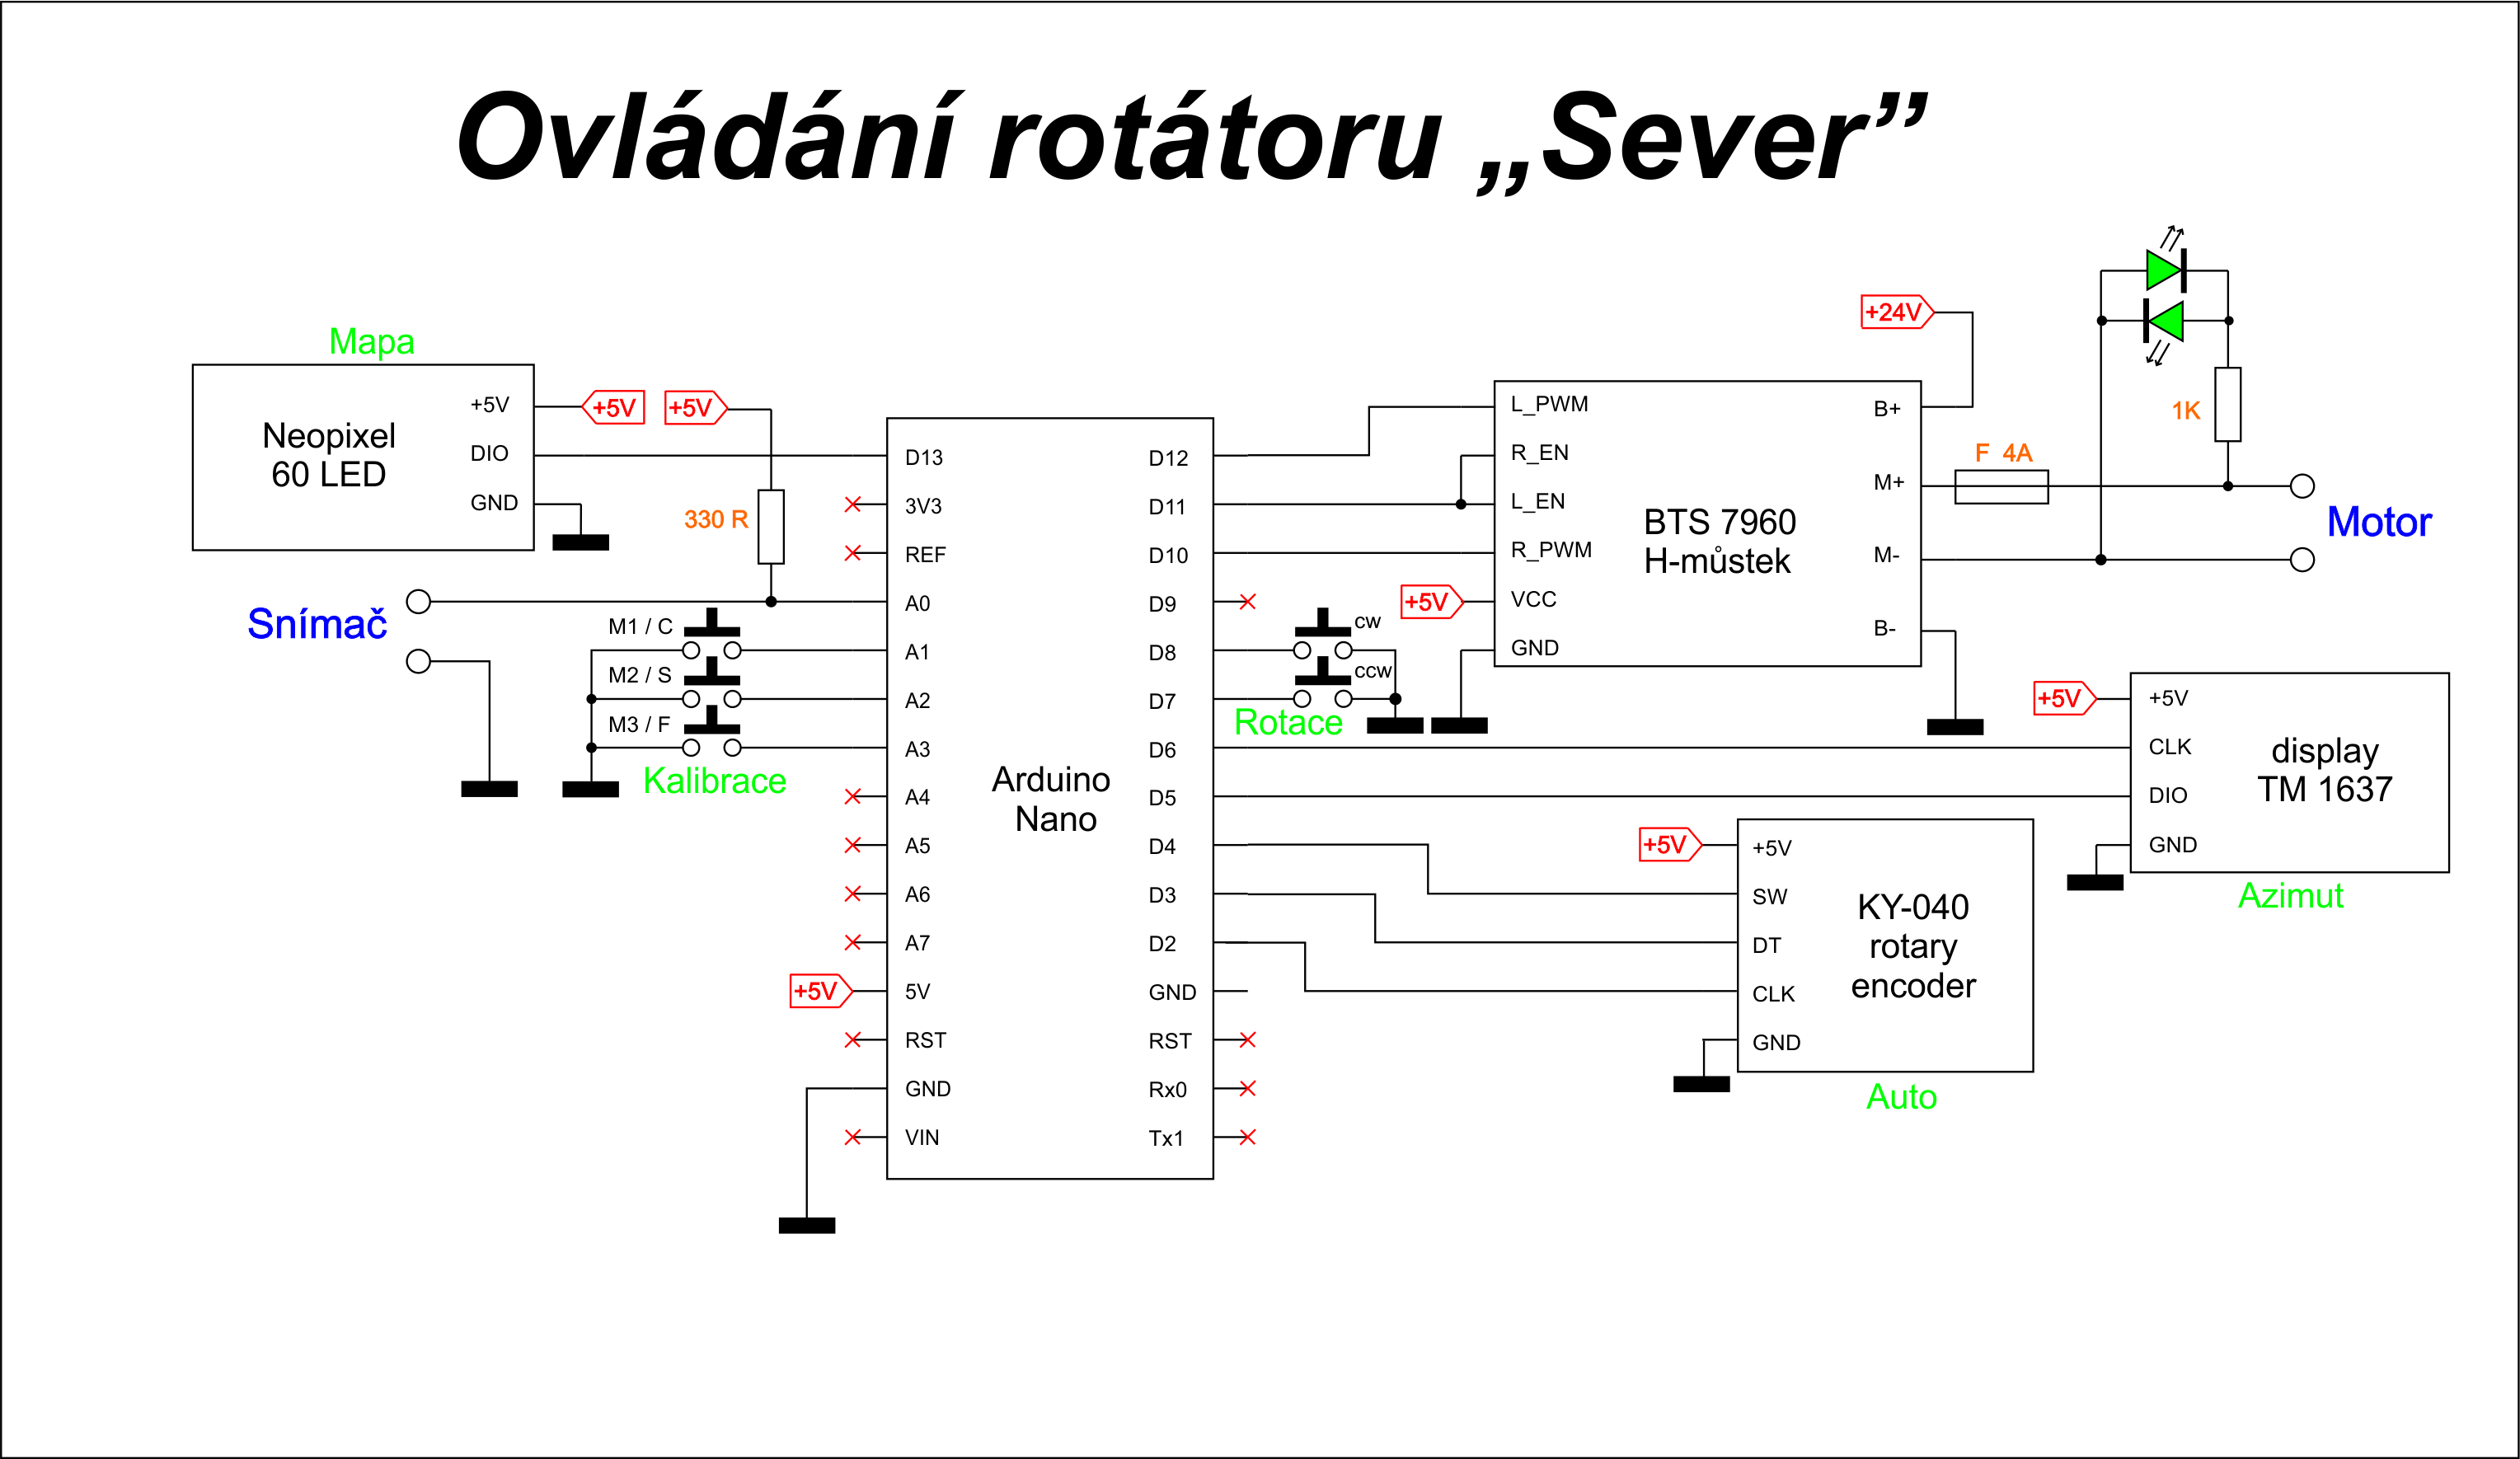 Ovládání rotátoru „Sever”
Mapa
Neopixel
60 LED
+5V
DIO
GND
+5V
+5V
330 R
Snímač
M1 / C
M2 / S
M3 / F
Kalibrace
Arduino
Nano
D13
3V3
REF
A0
A1
A2
A3
A4
A5
A6
A7
5V
RST
GND
VIN
+5V
D12
D11
D10
D9
D8
D7
D6
D5
D4
D3
D2
GND
RST
Rx0
Tx1
cw
ccw
Rotace
BTS 7960
H-můstek
L_PWM
R_EN
L_EN
R_PWM
VCC
GND
+5V
B+
M+
M-
B-
+24V
F 4A
1K
Motor
display
TM 1637
+5V
+5V
CLK
DIO
GND
Azimut
KY-040
rotary
encoder
+5V
+5V
SW
DT
CLK
GND
Auto